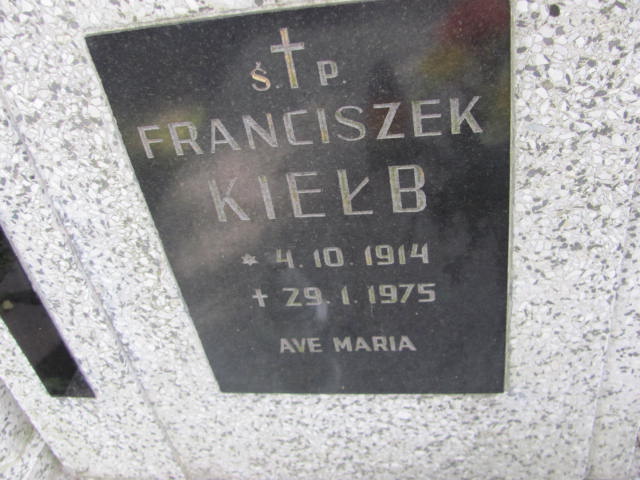 Ś.†P.
FRANCISZEK
KIEŁB
* 4.10.1914
† 29.1.1975
AVE MARIA